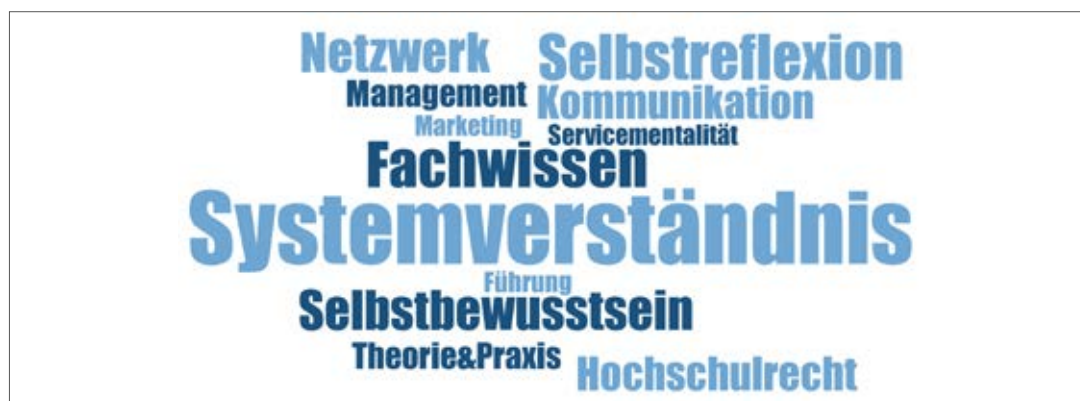 Netzwerk Selbstreflexion
Management Kommunikation
Marketing Servicementalität
Fachwissen
Systemverständnis
Führung
Selbstbewusstsein
Theorie&Praxis Hochschulrecht